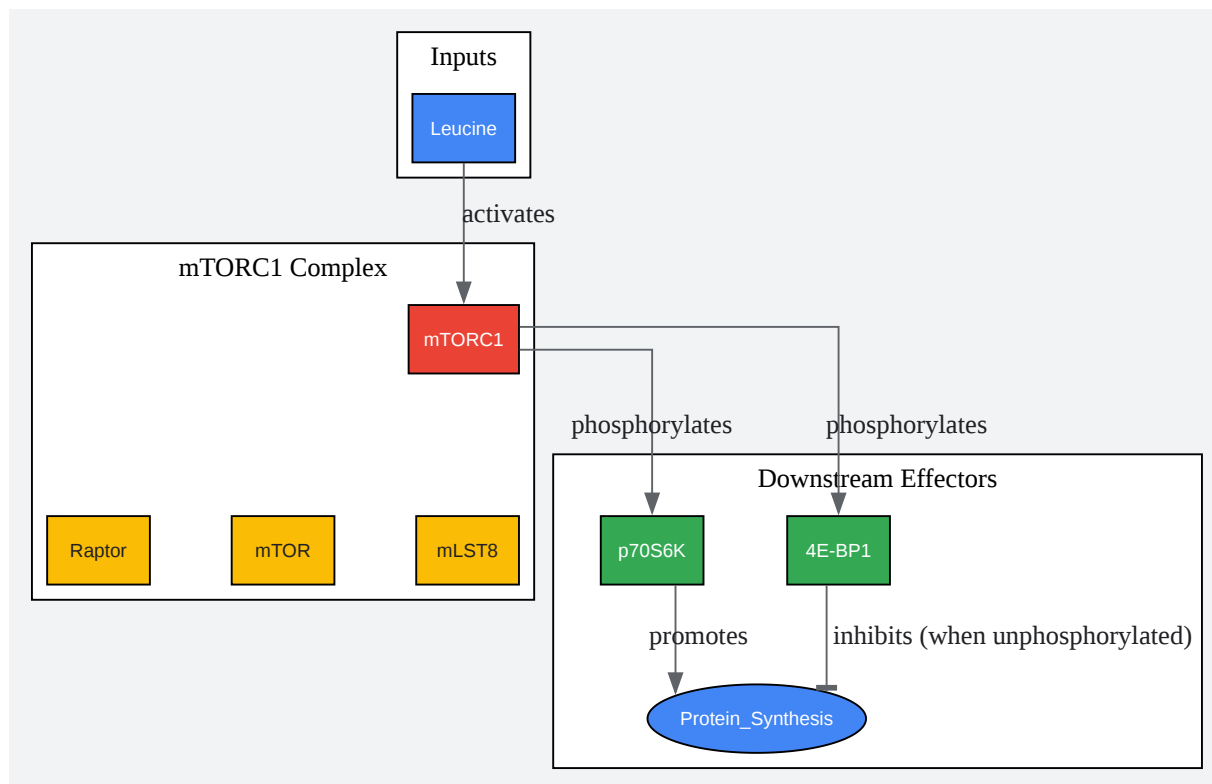 Inputs
Leucine
activates
mTORC1 Complex
mTORC1
phosphorylates
phosphorylates
Downstream Effectors
Raptor
mTOR
mLST8
p70S6K
4E-BP1
promotes
inhibits (when unphosphorylated)
Protein_Synthesis